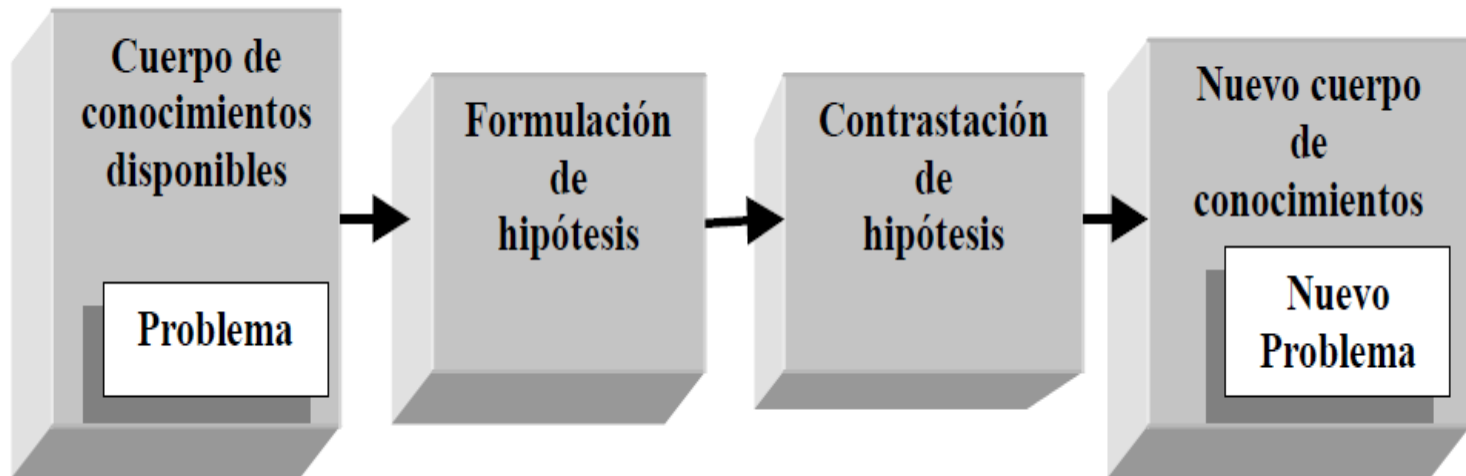 Cuerpo de
conocimientos
disponibles
Problema
Formulación
de
hipótesis
Contrastación
de
hipótesis
Nuevo cuerpo
de
conocimientos
Nuevo
Problema